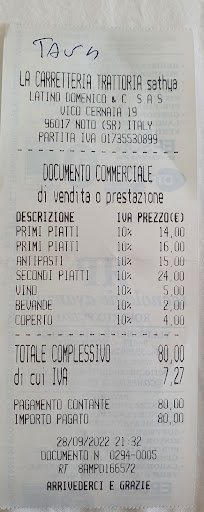 LA CARRETTERIA TRATTORIA sathya
LATINO DOMENICO & C S A S
VICO CERNAIA 19
96017 NOTO (SR) ITALY
PARTITA IVA 01735530899
DOCUMENTO COMMERCIALE
di vendita o prestazione
DESCRIZIONE IVA PREZZO(€)
PRIMI PIATTI 10% 14,00
PRIMI PIATTI 10% 16,00
ANTIPASTI 10% 15,00
SECONDI PIATTI 10% 24,00
VINO 10% 5,00
BEVANDE 10% 2,00
COPERTO 10% 4,00
TOTALE COMPLESSIVO 80,00
di cui IVA 7,27
PAGAMENTO CONTANTE 80,00
IMPORTO PAGATO 80,00
28/09/2022 21:32
DOCUMENTO N. 0294-0005
RT 8AMPD166572
ARRIVEDERCI E GRAZIE